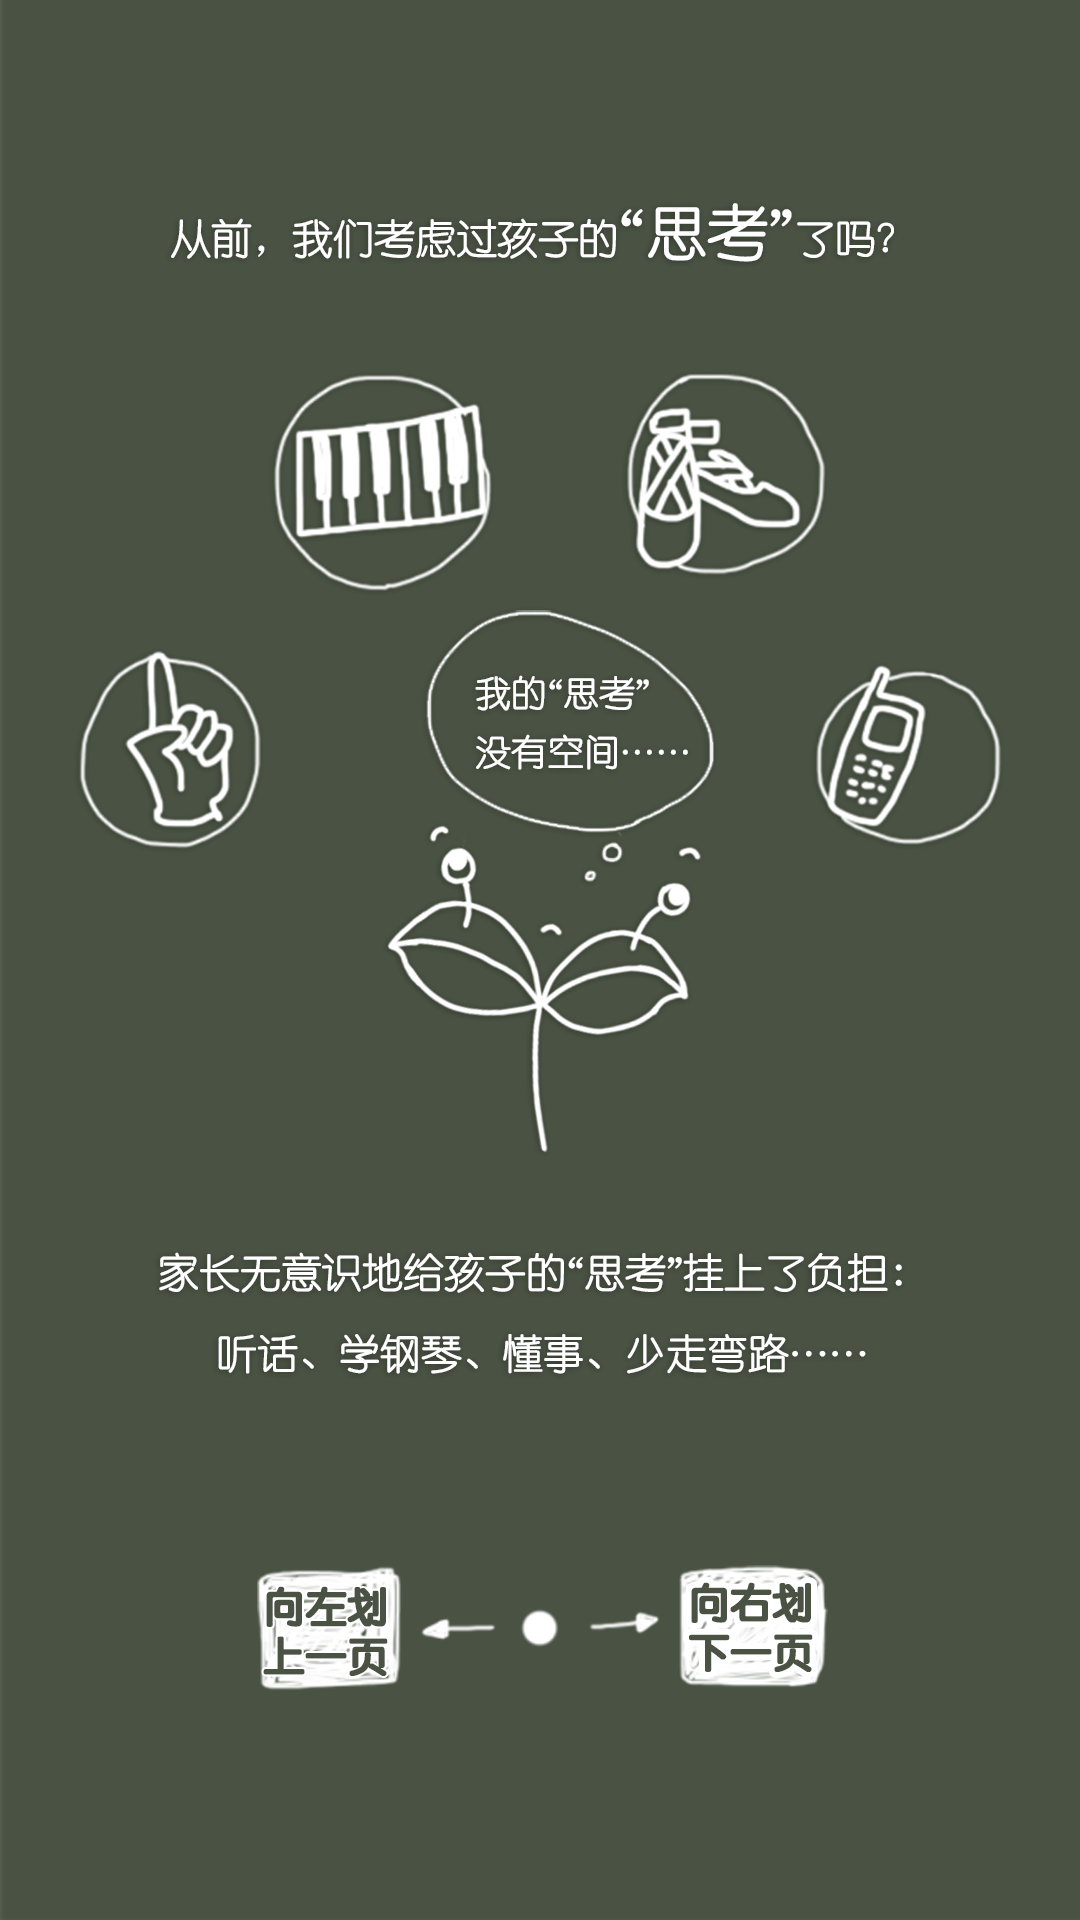 从前，我们考虑过孩子的“思考”了吗？
我的“思考”
没有空间……
家长无意识地给孩子的“思考”挂上了负担：
听话、学钢琴、懂事、少走弯路……
向左划
上一页
向右划
下一页